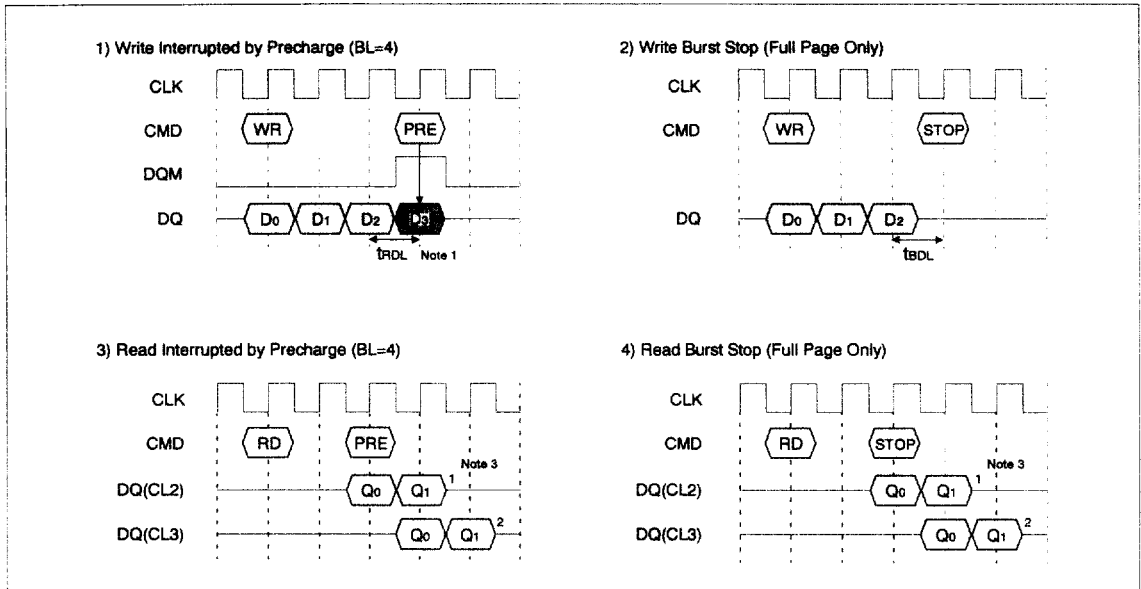 1) Write Interrupted by Precharge (BL=4)
CLK
CMD WR PRE
DQM
DQ D0 D1 D2 D3
tRDL Note 1
2) Write Burst Stop (Full Page Only)
CLK
CMD WR STOP
DQ D0 D1 D2
tBDL
3) Read Interrupted by Precharge (BL=4)
CLK
CMD RD PRE
Note 3
DQ(CL2) Q0 Q1 1
DQ(CL3) Q0 Q1 2
4) Read Burst Stop (Full Page Only)
CLK
CMD RD STOP
Note 3
DQ(CL2) Q0 Q1 1
DQ(CL3) Q0 Q1 2